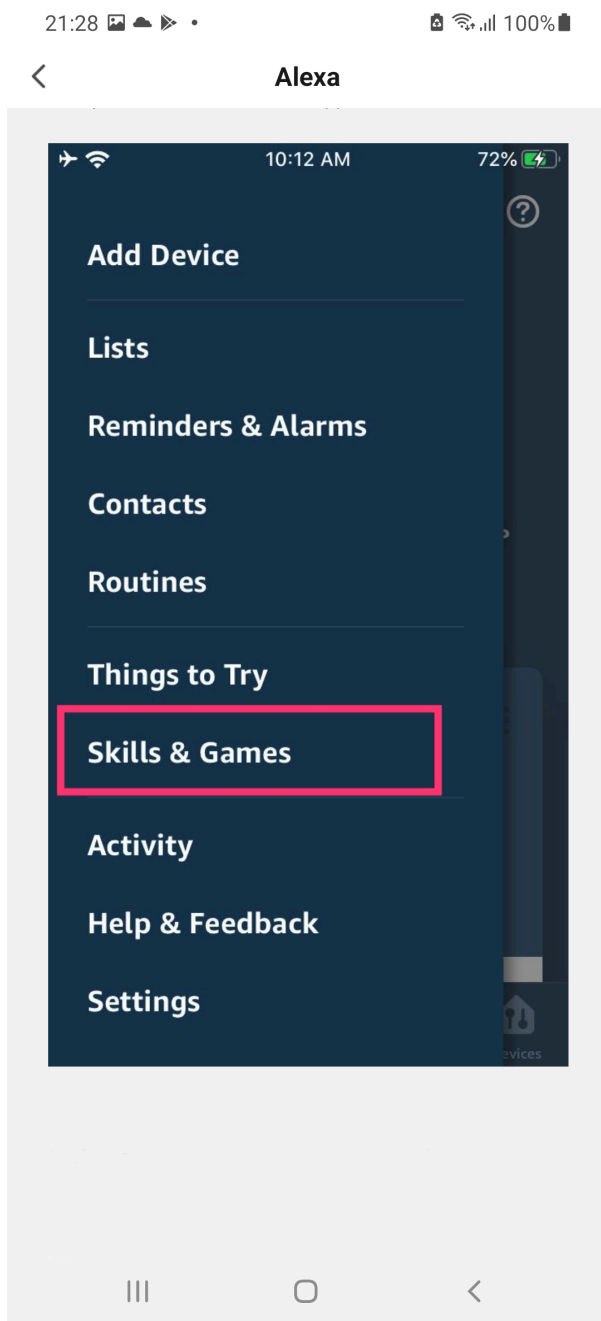 21:28
100%
Alexa
10:12 AM
72%
Add Device
Lists
Reminders & Alarms
Contacts
Routines
Things to Try
Skills & Games
Activity
Help & Feedback
Settings
evices